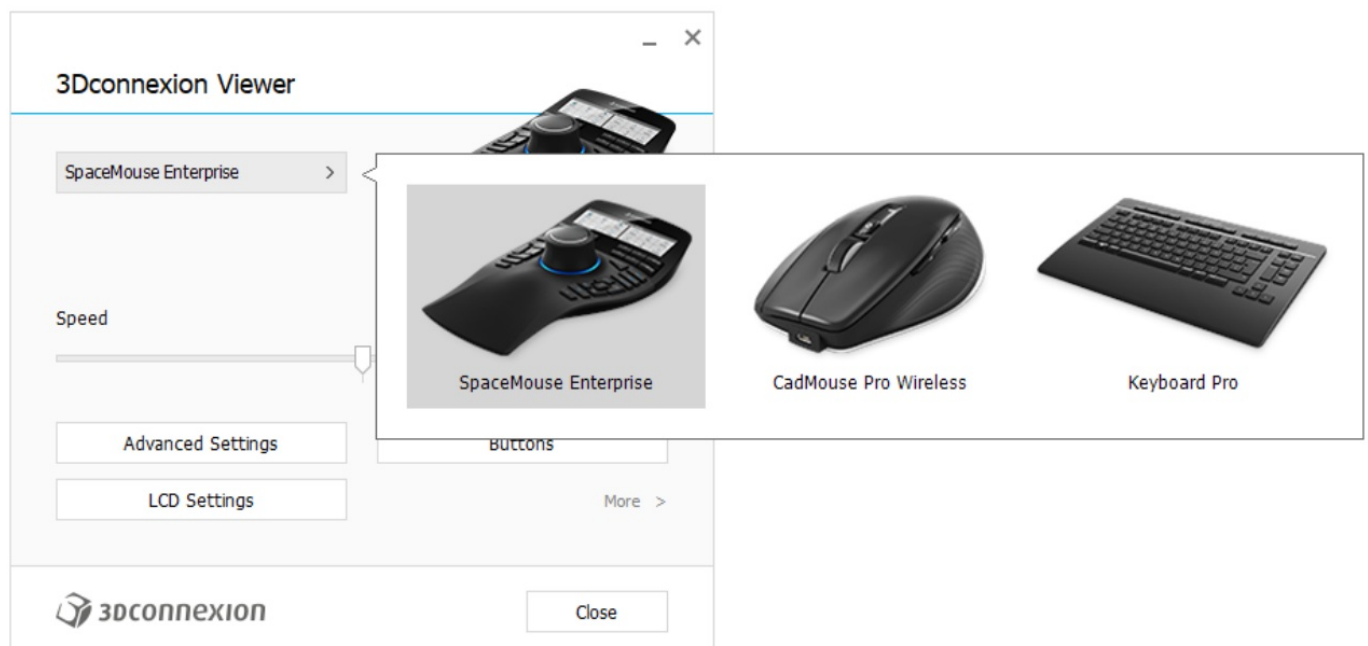 3Dconnexion Viewer
SpaceMouse Enterprise >
Speed
SpaceMouse Enterprise
CadMouse Pro Wireless
Keyboard Pro
Advanced Settings
Buttons
LCD Settings
More >
3Dconnexion
Close